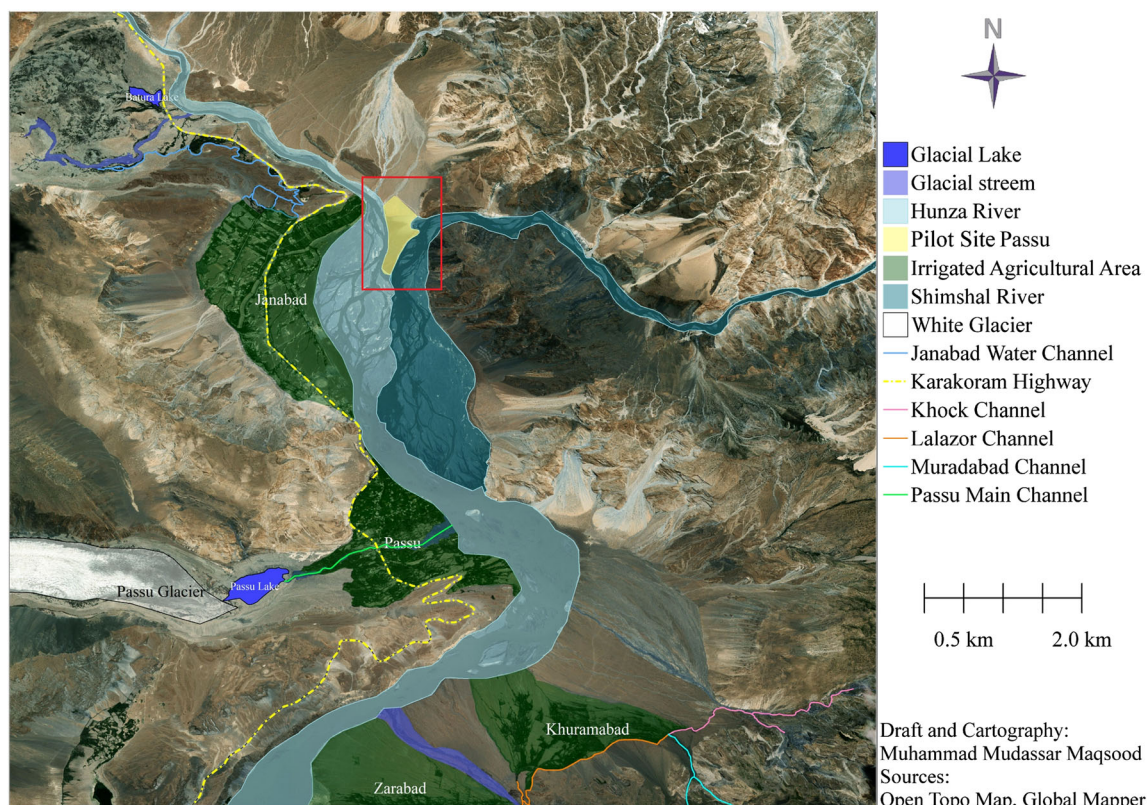 N
Batura Lake
Janabad
Passu
Passu Lake
Passu Glacier
Khuramabad
Zarabad
Glacial Lake
Glacial streem
Hunza River
Pilot Site Passu
Irrigated Agricultural Area
Shimshal River
White Glacier
Janabad Water Channel
Karakoram Highway
Khock Channel
Lalazor Channel
Muradabad Channel
Passu Main Channel
0.5 km 2.0 km
Draft and Cartography:
Muhammad Mudassar Maqsood
Sources:
Open Topo Map, Global Mapper